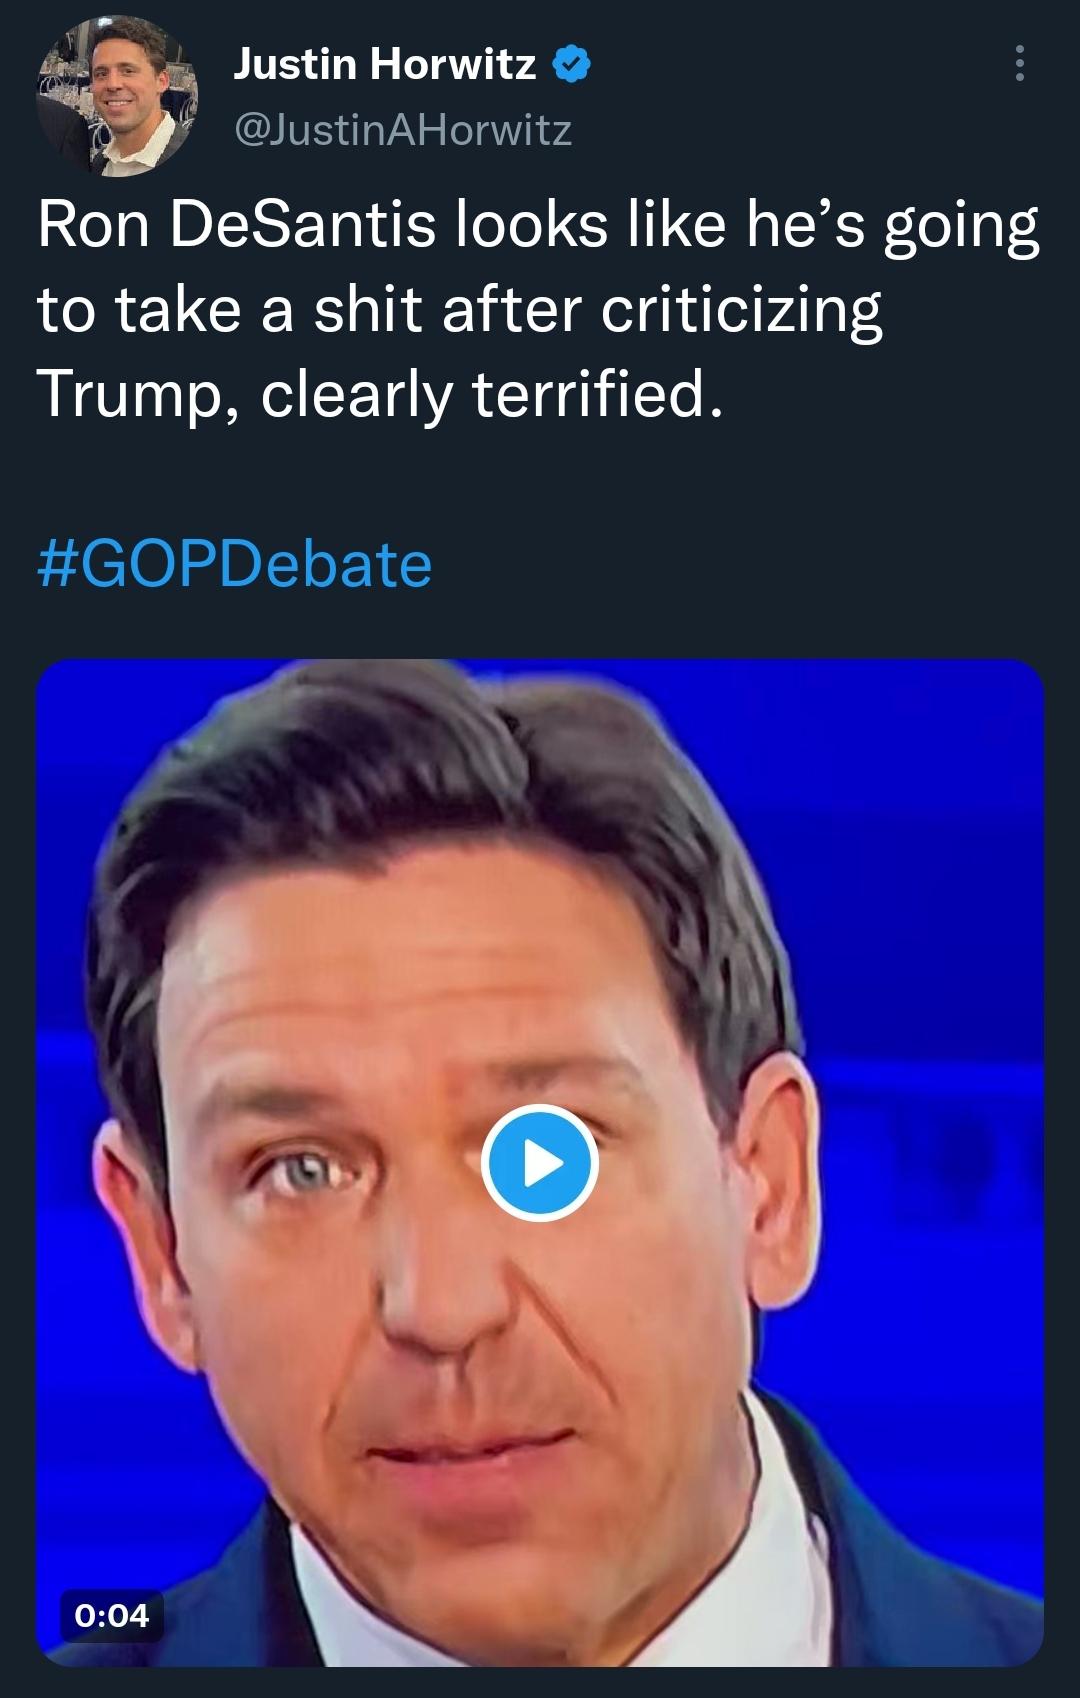 Justin Horwitz
@JustinAHorwitz
Ron DeSantis looks like he’s going
to take a shit after criticizing
Trump, clearly terrified.
#GOPDebate
0:04